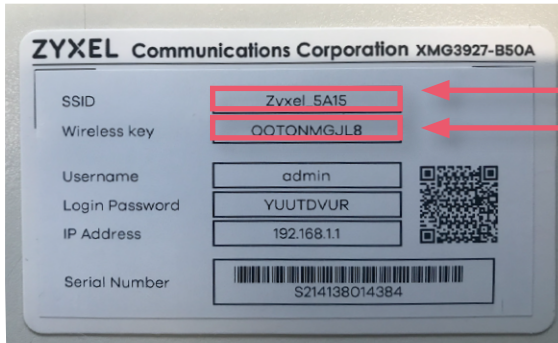 ZYXEL Communications Corporation XMG3927-B50A
SSID Zyxel_5A15
Wireless key OOTONMGJL8
Username admin
Login Password YUUTDVUR
IP Address 192.168.1.1
Serial Number S214138014384